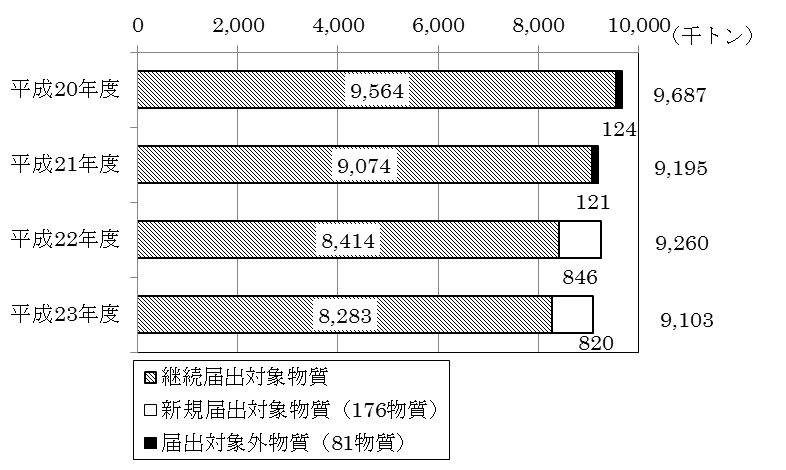 0 2,000 4,000 6,000 8,000 10,000 (千トン)
平成20年度 9,564 9,687
124
平成21年度 9,074 9,195
121
平成22年度 8,414 9,260
846
平成23年度 8,283 9,103
820
継続届出対象物質
新規届出対象物質（176物質）
届出対象外物質（81物質）